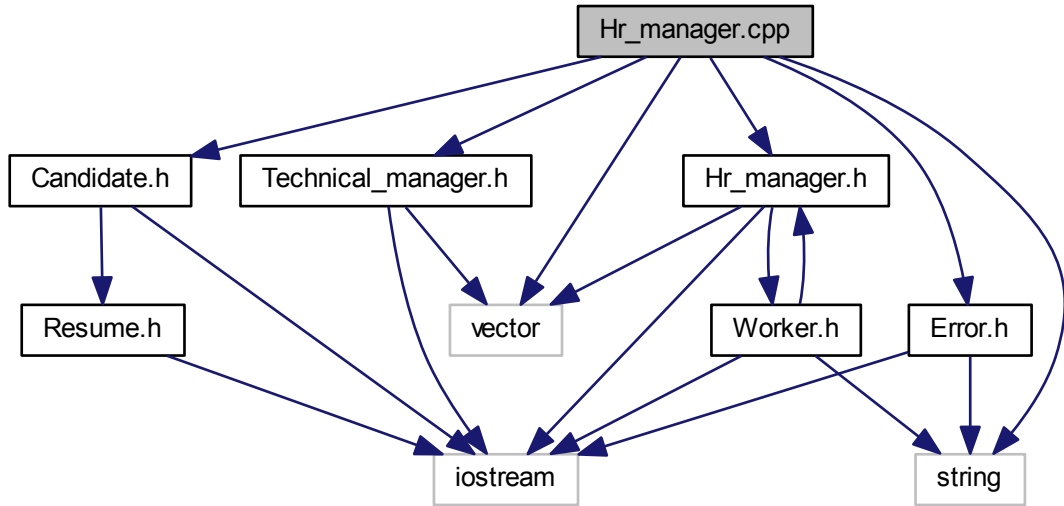 Hr_manager.cpp
Candidate.h
Technical_manager.h
Hr_manager.h
Resume.h
vector
Worker.h
Error.h
iostream
string